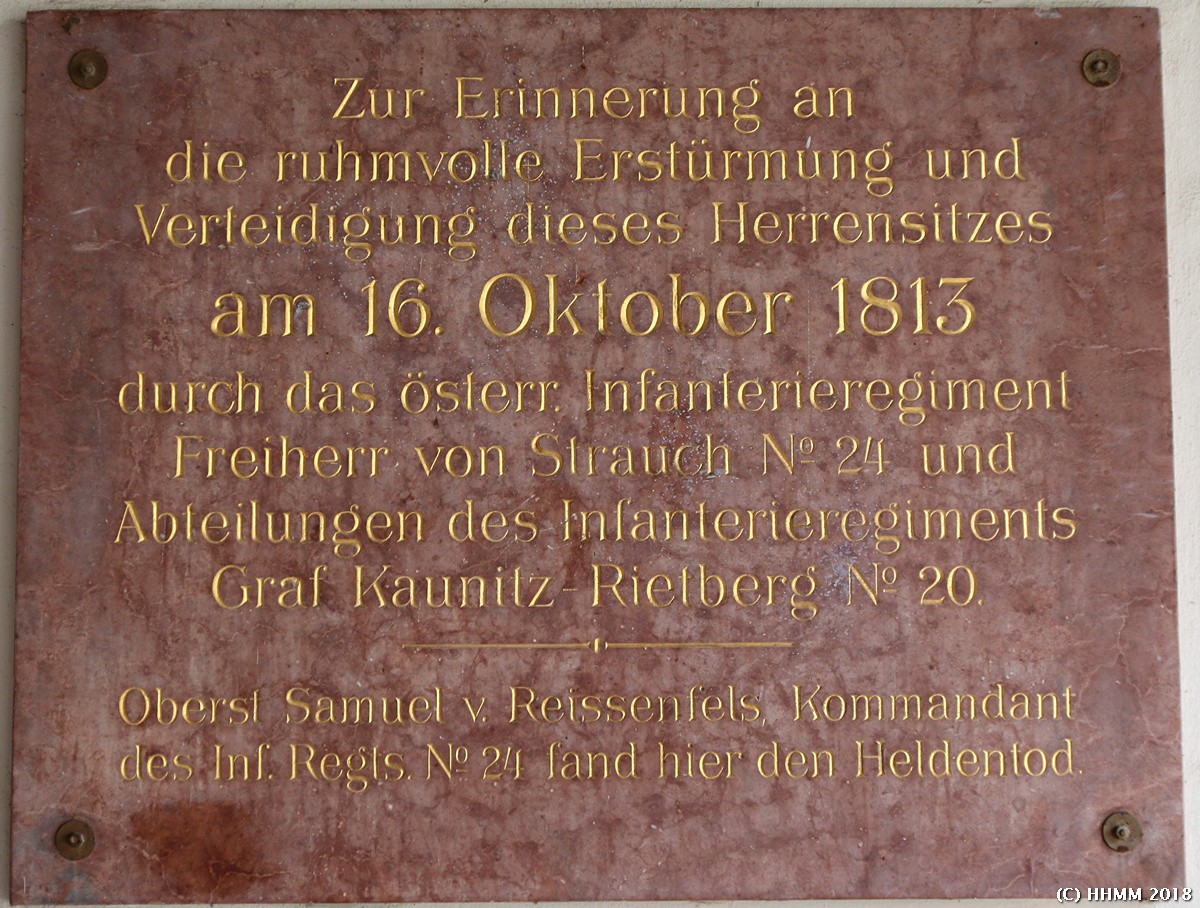 Zur Erinnerung an
die ruhmvolle Erstürmung und
Verteidigung dieses Herrensitzes
am 16. Oktober 1813
durch das österr. Infanterieregiment
Freiherr von Strauch № 24 und
Abteilungen des Infanterieregiments
Graf Kaunitz-Rietberg № 20.
Oberst Samuel v. Reissenfels, Kommandant
des Inf. Regts. № 24 fand hier den Heldentod.
(C) HHMM 2018